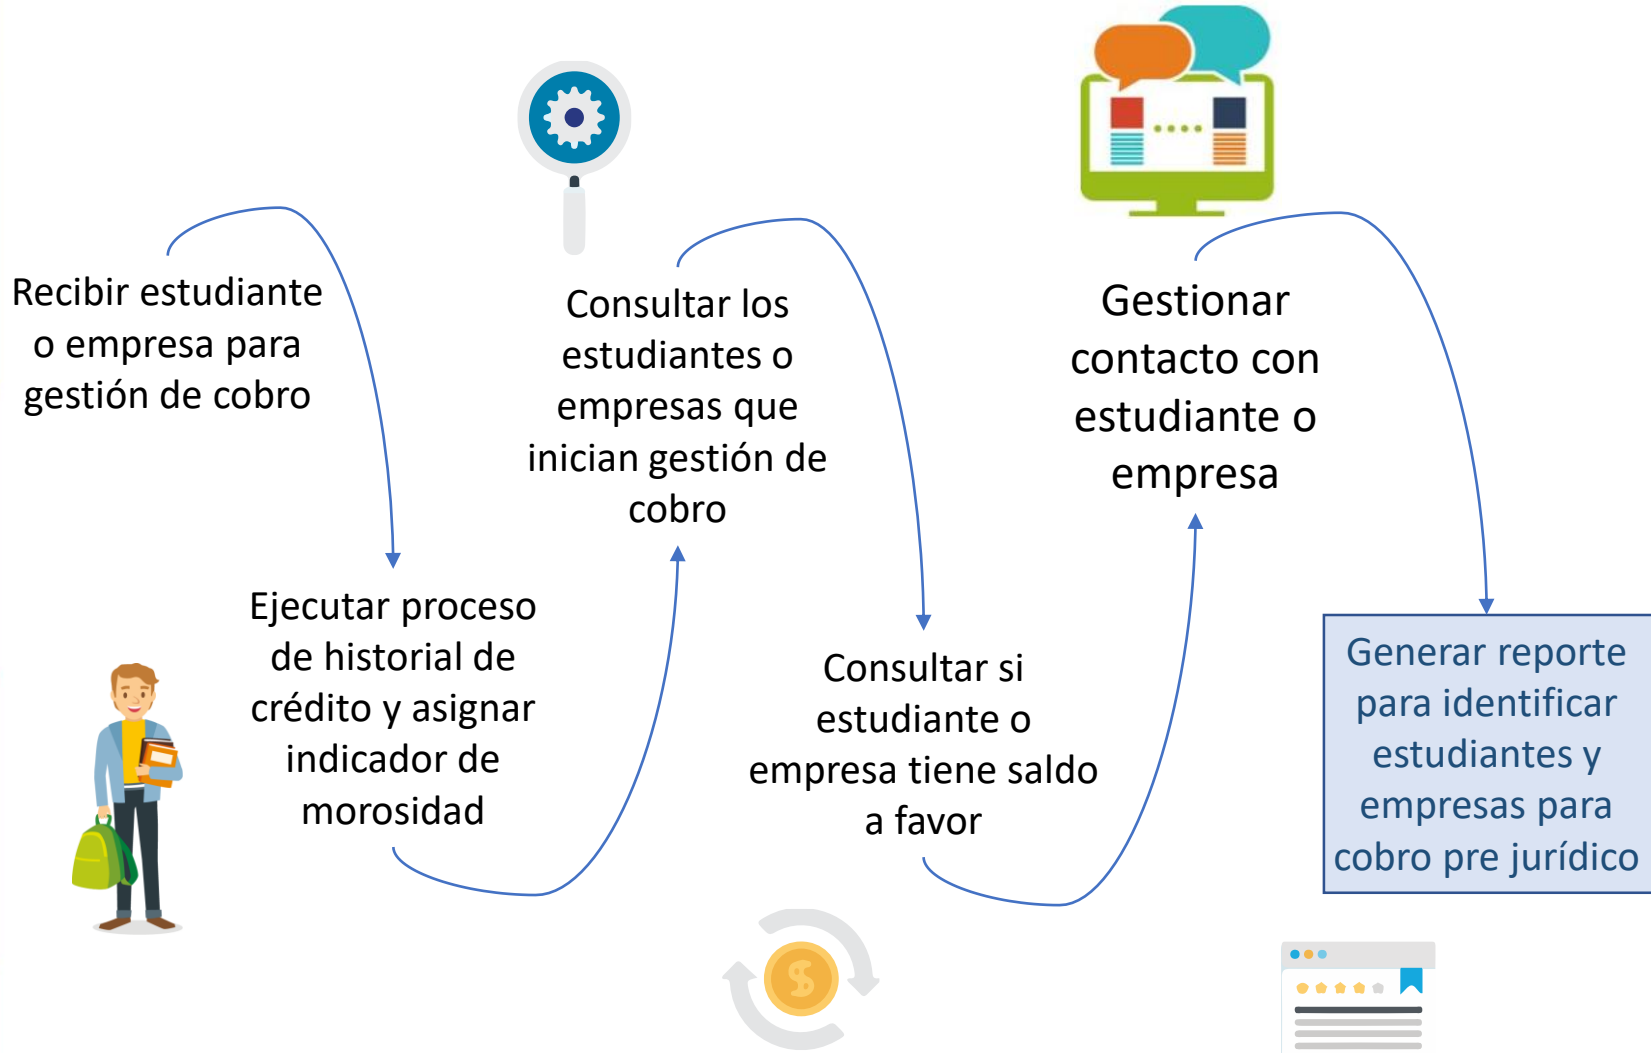 Recibir estudiante
o empresa para
gestión de cobro
Ejecutar proceso
de historial de
crédito y asignar
indicador de
morosidad
Consultar los
estudiantes o
empresas que
inician gestión de
cobro
Consultar si
estudiante o
empresa tiene saldo
a favor
Gestionar
contacto con
estudiante o
empresa
Generar reporte
para identificar
estudiantes y
empresas para
cobro pre jurídico
$